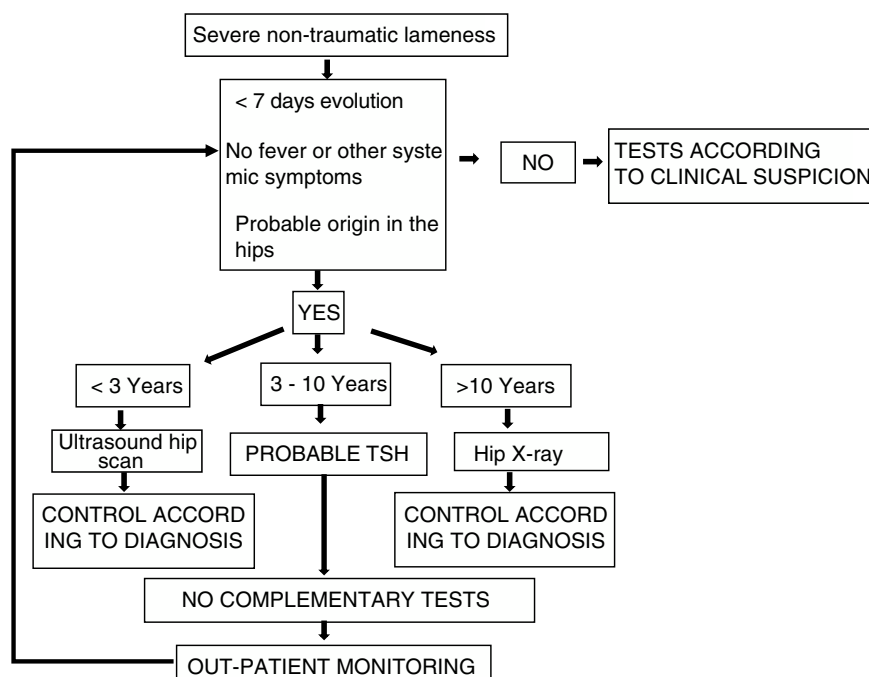 Severe non-traumatic lameness
< 7 days evolution
No fever or other syste
mic symptoms
Probable origin in the
hips
NO
TESTS ACCORDING
TO CLINICAL SUSPICION
YES
< 3 Years
3 - 10 Years
>10 Years
Ultrasound hip
scan
PROBABLE TSH
Hip X-ray
CONTROL ACCORD
ING TO DIAGNOSIS
CONTROL ACCORD
ING TO DIAGNOSIS
NO COMPLEMENTARY TESTS
OUT-PATIENT MONITORING